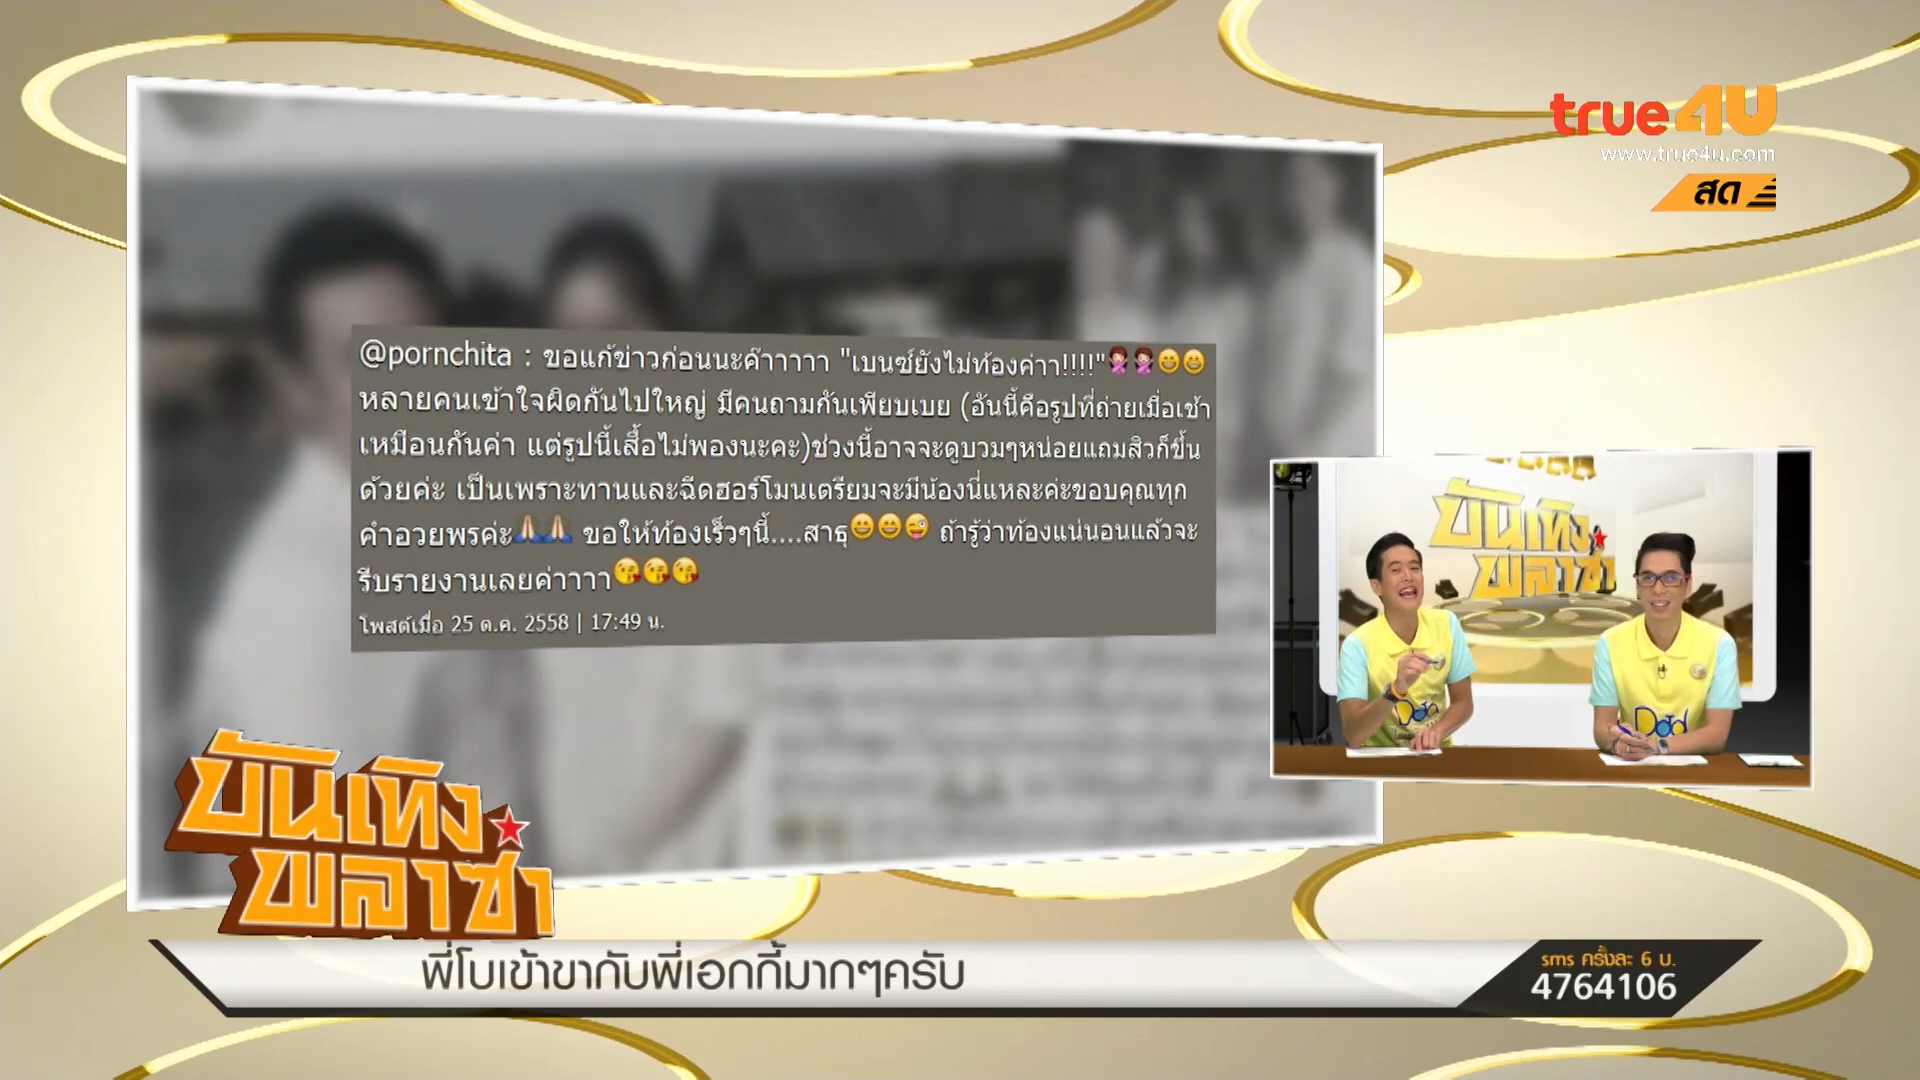 true4U
www.true4u.com
สด
@pornchita : ขอแก้ข่าวก่อนนะค๊าาาาา "เบนซ์ยังไม่ท้องค่าา!!!!"🙅🙅😄😄
หลายคนเข้าใจผิดกันไปใหญ่ มีคนถามกันเพียบเบย (อันนี้คือรูปที่ถ่ายเมื่อเช้า
เหมือนกันค่า แต่รูปนี้เสื้อไม่พองนะคะ)ช่วงนี้อาจจะดูบวมๆหน่อยแถมสิวก็ขึ้น
ด้วยค่ะ เป็นเพราะทานและฉีดฮอร์โมนเตรียมจะมีน้องนี่แหละค่ะขอบคุณทุก
คำอวยพรค่ะ🙏🙏 ขอให้ท้องเร็วๆนี้....สาธุ😄😄😜 ถ้ารู้ว่าท้องแน่นอนแล้วจะ
รีบรายงานเลยค่าาาา😘😘😘
โพสต์เมื่อ 25 ด.ค. 2558 | 17:49 น.
บันเทิง
พลาซ่า
บันเทิง
พลาซ่า
พี่โบเข้าขากับพี่เอกกี้มากๆครับ
sms ครั้งละ 6 บ.
4764106